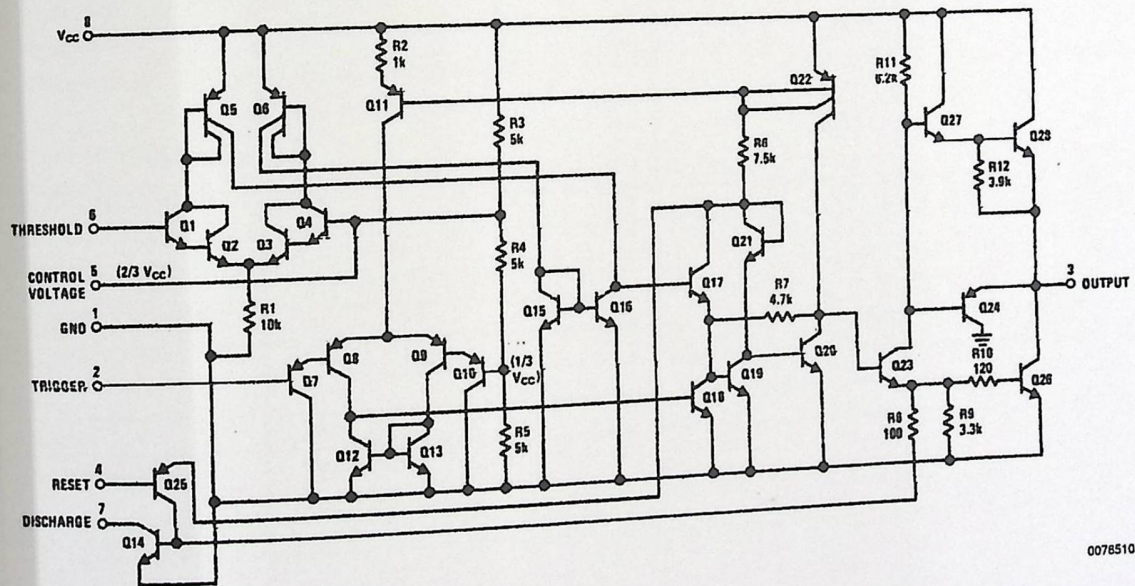 8
VCC
R2
1k
R11
6.2k
Q22
Q5
Q6
Q11
Q27
Q28
R3
5k
R6
7.5k
R12
3.9k
6
THRESHOLD
Q1
Q2
Q3
Q4
R4
5k
Q21
CONTROL
VOLTAGE
5
(2/3 VCC)
3
OUTPUT
Q15
Q16
Q17
R7
4.7k
Q24
1
GND
R1
10k
Q8
Q9
Q7
Q10
(1/3
VCC)
Q20
Q23
R10
120
2
TRIGGER
Q18
Q19
Q26
R8
100
R9
3.3k
Q12
Q13
R5
5k
4
RESET
Q25
7
DISCHARGE
Q14
0078510